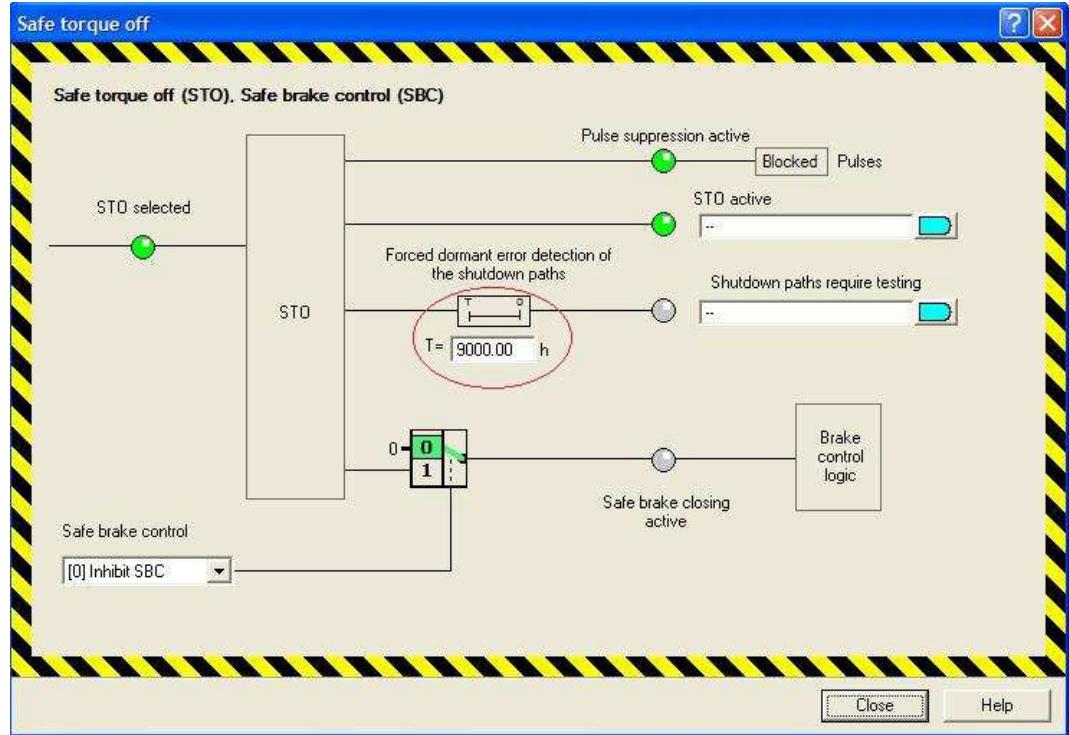 Safe torque off
Safe torque off (STO), Safe brake control (SBC)
Pulse suppression active
Blocked Pulses
STO selected
STO active
--
Forced dormant error detection of
the shutdown paths
Shutdown paths require testing
STO
T 0
--
T= 9000.00 h
0 0
1
Brake
control
logic
Safe brake closing
active
Safe brake control
[0] Inhibit SBC
Close Help